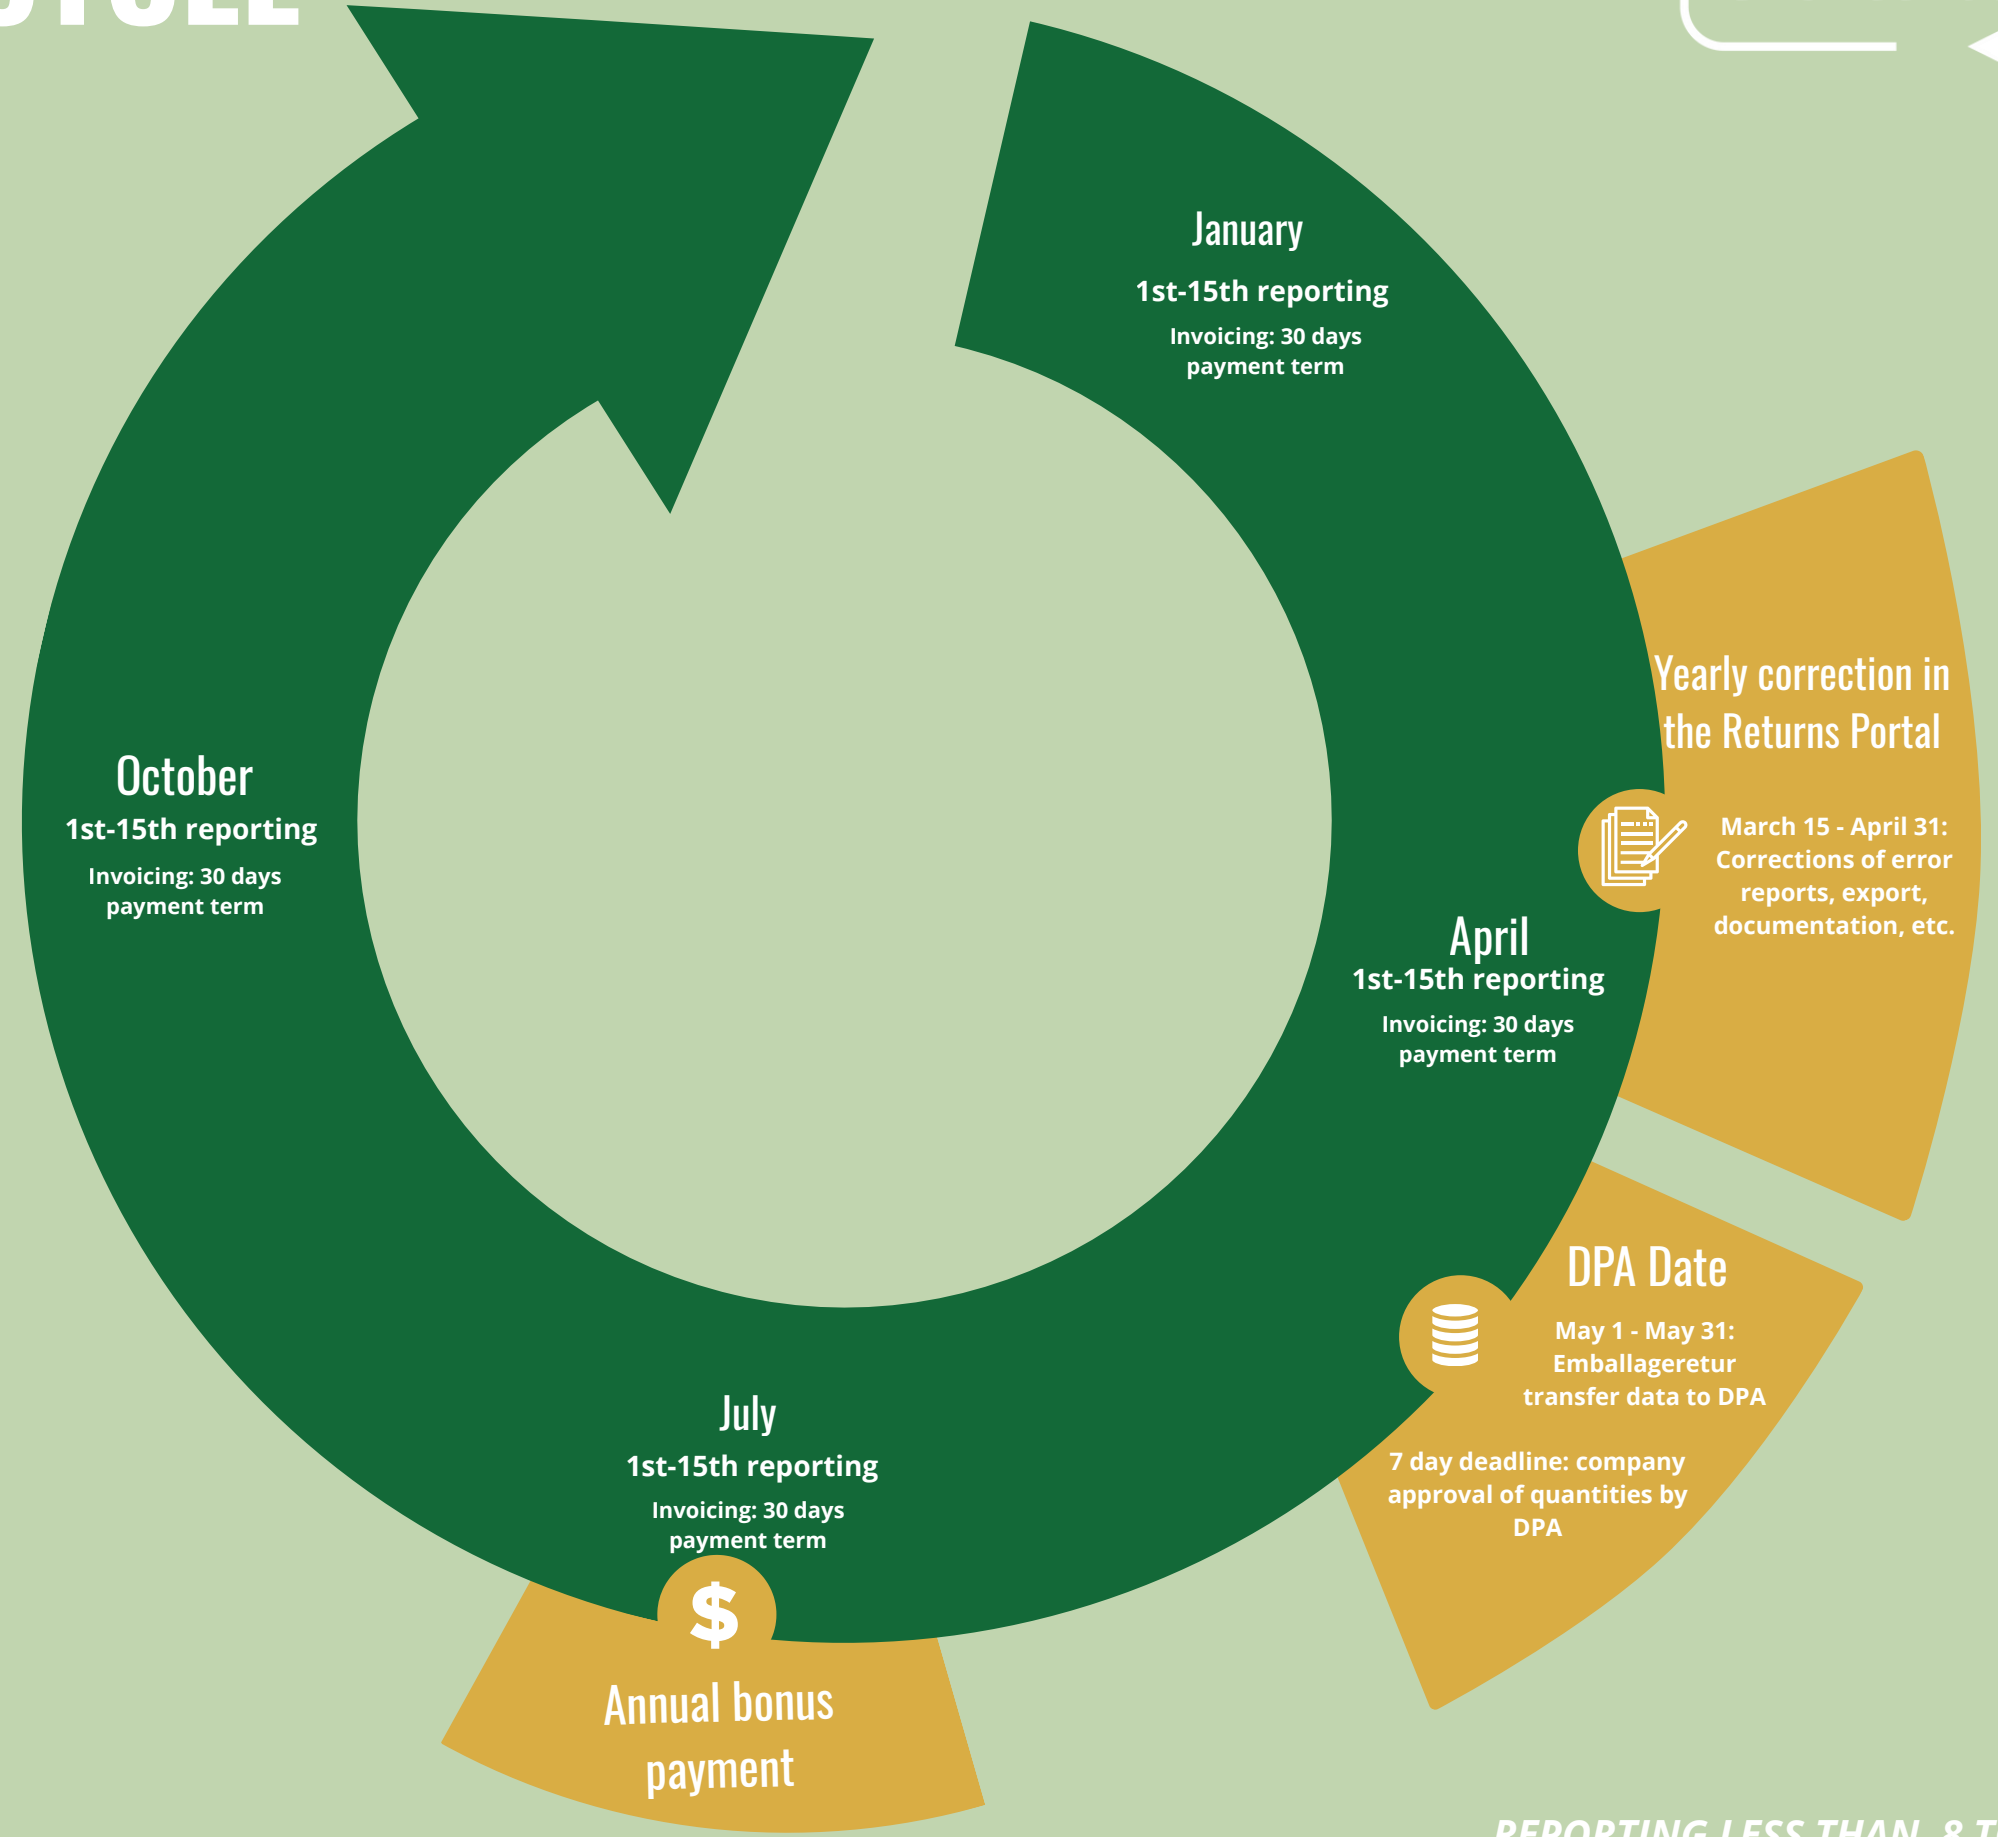 January
1st-15th reporting
Invoicing: 30 days
payment term
Yearly correction in
the Returns Portal
March 15 - April 31:
Corrections of error
reports, export,
documentation, etc.
April
1st-15th reporting
Invoicing: 30 days
payment term
DPA Date
May 1 - May 31:
Emballageretur
transfer data to DPA
7 day deadline: company
approval of quantities by
DPA
July
1st-15th reporting
Invoicing: 30 days
payment term
$
Annual bonus
payment
October
1st-15th reporting
Invoicing: 30 days
payment term
REPORTING LESS THAN 8